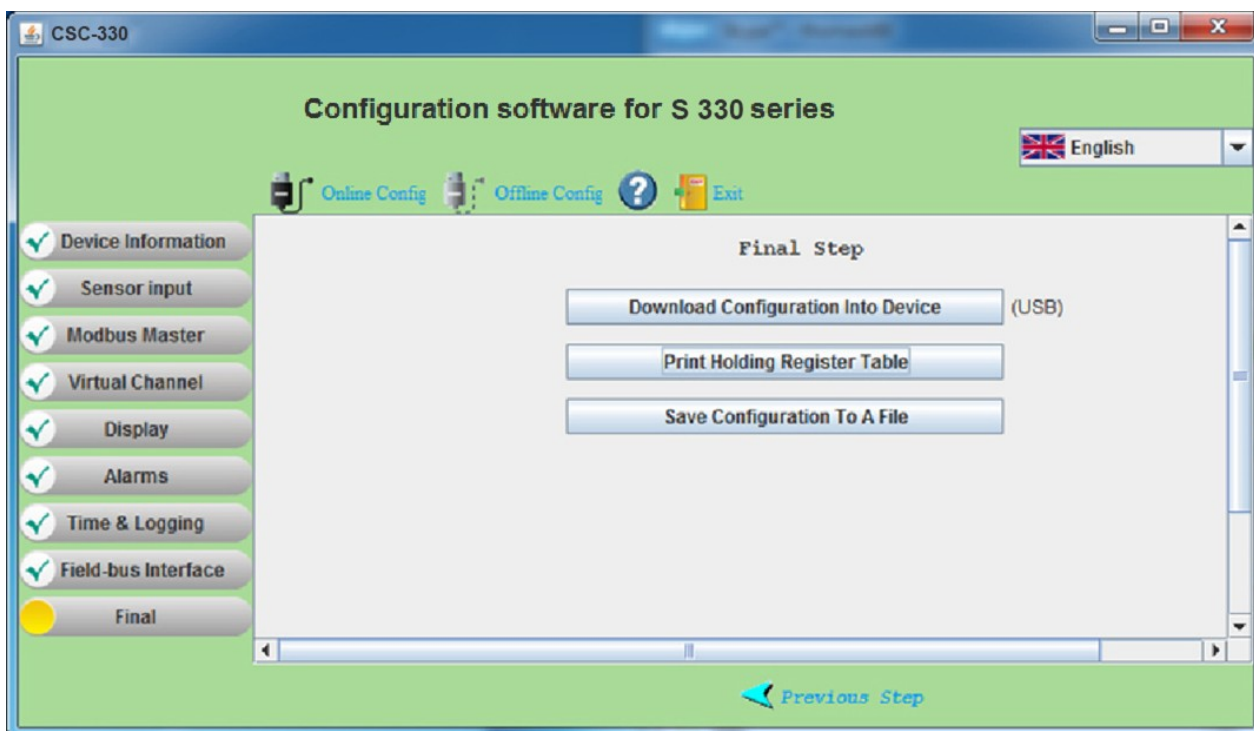 CSC-330
Configuration software for S 330 series
English
Online Config Offline Config ? Exit
Device Information
Sensor input
Modbus Master
Virtual Channel
Display
Alarms
Time & Logging
Field-bus Interface
Final
Final Step
Download Configuration Into Device (USB)
Print Holding Register Table
Save Configuration To A File
Previous Step